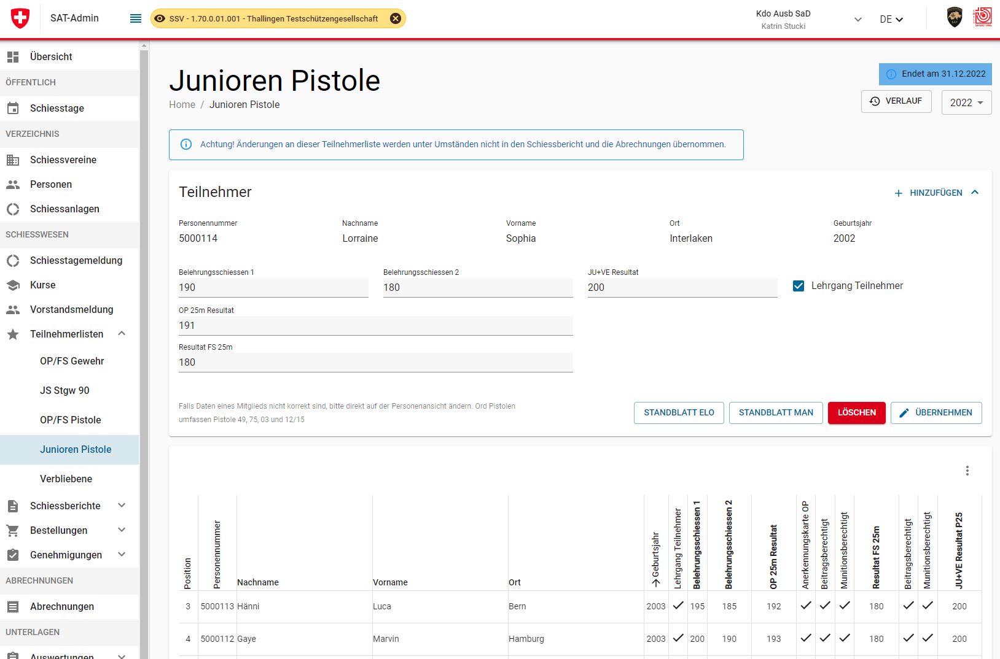 SAT-Admin
SSV - 1.70.0.01.001 - Thallingen Testschützengesellschaft
Kdo Ausb SaD
Katrin Stucki
DE
Übersicht
ÖFFENTLICH
Schiesstage
VERZEICHNIS
Schiessvereine
Personen
Schiessanlagen
SCHIESSWESEN
Schiesstagemeldung
Kurse
Vorstandsmeldung
Teilnehmerlisten
OP/FS Gewehr
JS Stgw 90
OP/FS Pistole
Junioren Pistole
Verbliebene
Schiessberichte
Bestellungen
Genehmigungen
ABRECHNUNGEN
Abrechnungen
UNTERLAGEN
Auswertungen
Junioren Pistole
Home / Junioren Pistole
Endet am 31.12.2022
VERLAUF
2022
Achtung! Änderungen an dieser Teilnehmerliste werden unter Umständen nicht in den Schiessbericht und die Abrechnungen übernommen.
Teilnehmer
+ HINZUFÜGEN
Personennummer Nachname Vorname Ort Geburtsjahr
5000114 Lorraine Sophia Interlaken 2002
Belehrungsschiessen 1 Belehrungsschiessen 2 JU+VE Resultat
190 180 200 Lehrgang Teilnehmer
OP 25m Resultat
191
Resultat FS 25m
180
Falls Daten eines Mitglieds nicht korrekt sind, bitte direkt auf der Personenansicht ändern. Ord Pistolen
umfassen Pistole 49, 75, 03 und 12/15
STANDBLATT ELO STANDBLATT MAN LÖSCHEN ÜBERNEHMEN
Position Personennummer Nachname Vorname Ort Geburtsjahr Lehrgang Teilnehmer Belehrungsschiessen 1 Belehrungsschiessen 2 OP 25m Resultat Anerkennungskarte OP Beitragsberechtigt Munitionsberechtigt Resultat FS 25m Beitragsberechtigt Munitionsberechtigt JU+VE Resultat P25
3 5000113 Hänni Luca Bern 2003 195 185 192 180 200
4 5000112 Gaye Marvin Hamburg 2003 200 190 193 180 200